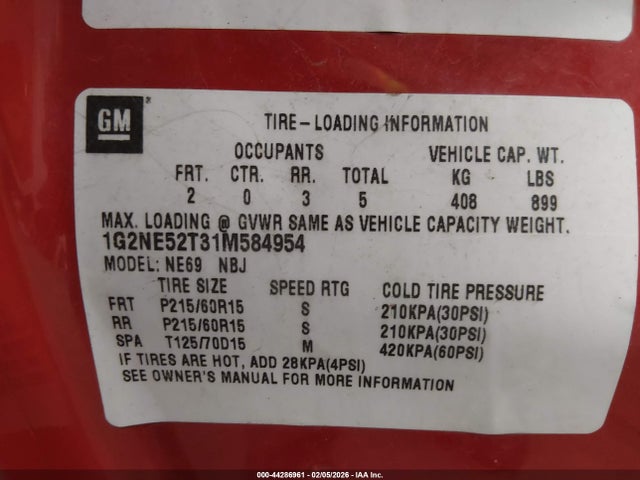 GM®
TIRE-LOADING INFORMATION
OCCUPANTS VEHICLE CAP. WT.
FRT. CTR. RR. TOTAL KG LBS
2 0 3 5 408 899
MAX. LOADING @ GVWR SAME AS VEHICLE CAPACITY WEIGHT.
1G2NE52T31M584954
MODEL: NE69 NBJ
TIRE SIZE SPEED RTG COLD TIRE PRESSURE
FRT P215/60R15 S 210KPA(30PSI)
RR P215/60R15 S 210KPA(30PSI)
SPA T125/70D15 M 420KPA(60PSI)
IF TIRES ARE HOT, ADD 28KPA(4PSI)
SEE OWNER'S MANUAL FOR MORE INFORMATION
000-44286961 - 02/05/2026 - IAA Inc.